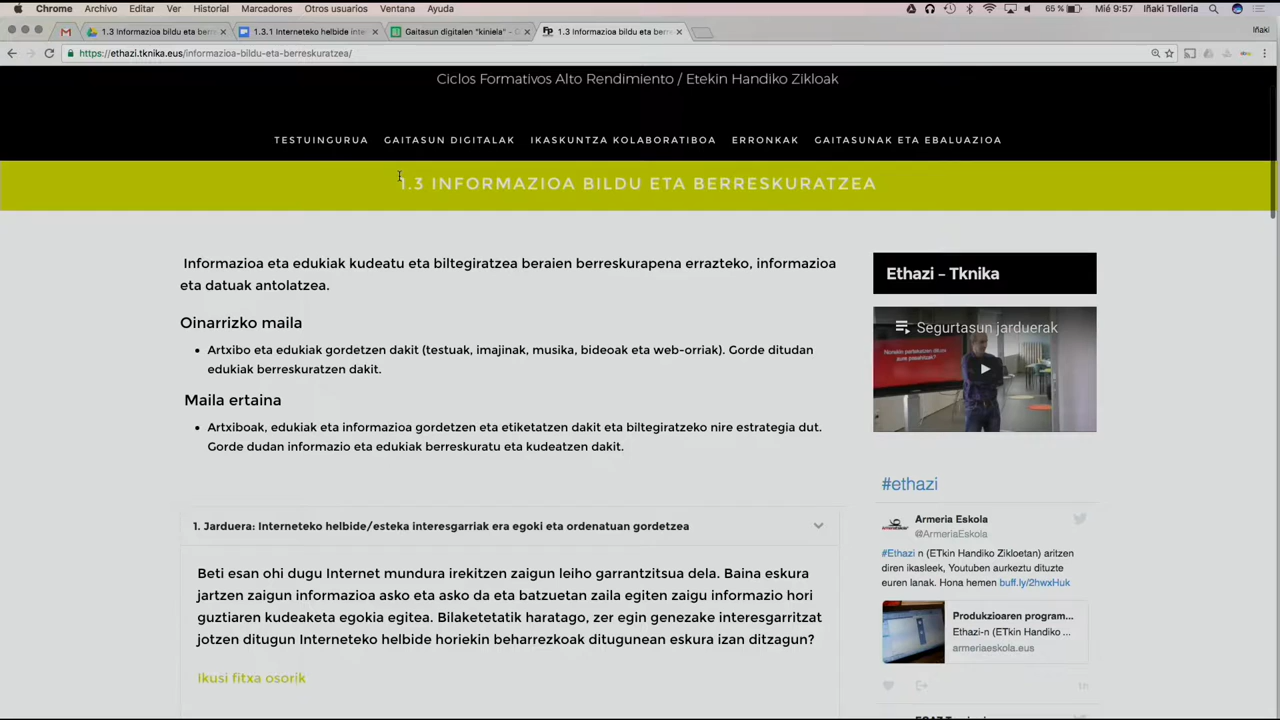 Chrome Archivo Editar Ver Historial Marcadores Otros usuarios Ventana Ayuda 65 % Mié 9:57 Iñaki Telleria
1.3 Informazioa bildu eta berr 1.3.1 Interneteko helbide inte Gaitasun digitalen "kiniela" – 1.3 Informazioa bildu eta berr Iñaki
https://ethazi.tknika.eus/informazioa-bildu-eta-berreskuratzea/
Ciclos Formativos Alto Rendimiento / Etekin Handiko Zikloak
TESTUINGURUA GAITASUN DIGITALAK IKASKUNTZA KOLABORATIBOA ERRONKAK GAITASUNAK ETA EBALUAZIOA
1.3 INFORMAZIOA BILDU ETA BERRESKURATZEA
Informazioa eta edukiak kudeatu eta biltegiratzea beraien berreskurapena errazteko, informazioa
eta datuak antolatzea.
Oinarrizko maila
Artxibo eta edukiak gordetzen dakit (testuak, imajinak, musika, bideoak eta web-orriak). Gorde ditudan
edukiak berreskuratzen dakit.
Maila ertaina
Artxiboak, edukiak eta informazioa gordetzen eta etiketatzen dakit eta biltegiratzeko nire estrategia dut.
Gorde dudan informazio eta edukiak berreskuratu eta kudeatzen dakit.
1. Jarduera: Interneteko helbide/esteka interesgarriak era egoki eta ordenatuan gordetzea
Beti esan ohi dugu Internet mundura irekitzen zaigun leiho garrantzitsua dela. Baina eskura
jartzen zaigun informazioa asko eta asko da eta batzuetan zaila egiten zaigu informazio hori
guztiaren kudeaketa egokia egitea. Bilaketetatik haratago, zer egin genezake interesgarritzat
jotzen ditugun Interneteko helbide horiekin beharrezkoak ditugunean eskura izan ditzagun?
Ikusi fitxa osorik
Ethazi – Tknika
Segurtasun jarduerak
#ethazi
Armeria Eskola
@ArmeriaEskola
#Ethazi n (ETkin Handiko Zikloetan) aritzen
diren ikasleek, Youtuben aurkeztu dituzte
euren lanak. Hona hemen buff.ly/2hwxHuk
Produkzioaren program...
Ethazi-n (ETkin Handiko ...
armeriaeskola.eus